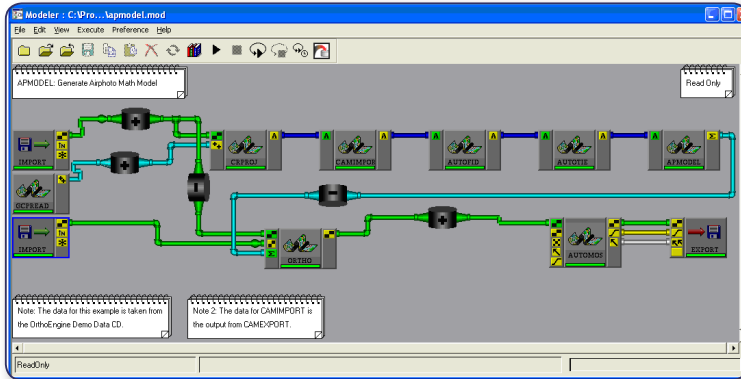 Modeler : C:\Pro...\apmodel.mod
File Edit View Execute Preference Help
APMODEL: Generate Airphoto Math Model
Read Only
IMPORT
GCPREAD
IMPORT
CRPROJ
CAMIMPOR
AUTOFID
AUTOTIE
APMODEL
ORTHO
AUTOMOS
EXPORT
Note: The data for this example is taken from
the OrthoEngine Demo Data CD.
Note 2: The data for CAMIMPORT is
the output from CAMEXPORT.
ReadOnly